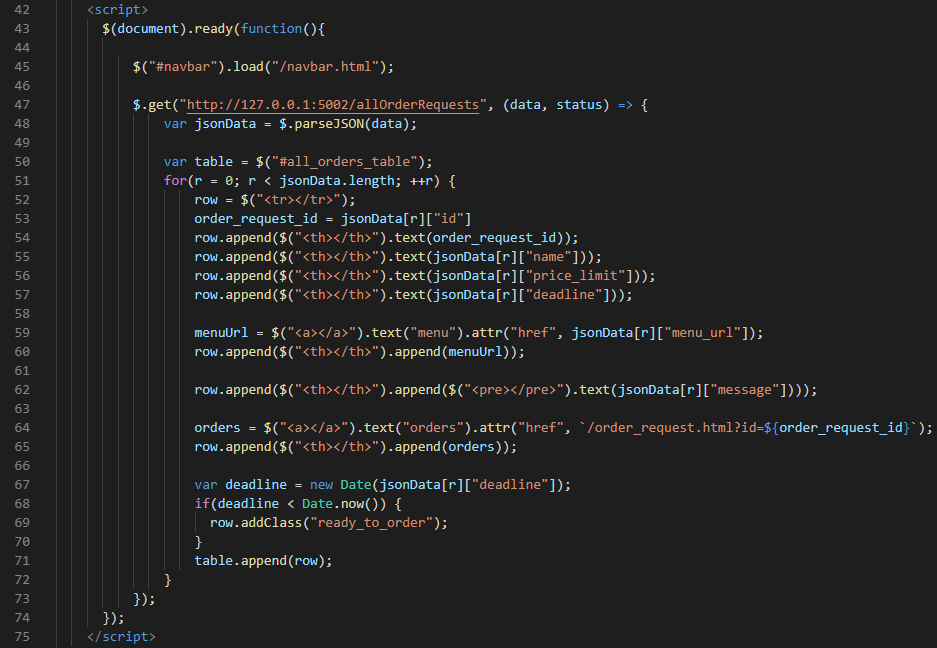 42 <script>
43 $(document).ready(function(){
44
45 $("#navbar").load("/navbar.html");
46
47 $.get("http://127.0.0.1:5002/allOrderRequests", (data, status) => {
48 var jsonData = $.parseJSON(data);
49
50 var table = $("#all_orders_table");
51 for(r = 0; r < jsonData.length; ++r) {
52 row = $("<tr></tr>");
53 order_request_id = jsonData[r]["id"]
54 row.append($("<th></th>").text(order_request_id));
55 row.append($("<th></th>").text(jsonData[r]["name"]));
56 row.append($("<th></th>").text(jsonData[r]["price_limit"]));
57 row.append($("<th></th>").text(jsonData[r]["deadline"]));
58
59 menuUrl = $("<a></a>").text("menu").attr("href", jsonData[r]["menu_url"]);
60 row.append($("<th></th>").append(menuUrl));
61
62 row.append($("<th></th>").append($("<pre></pre>").text(jsonData[r]["message"])));
63
64 orders = $("<a></a>").text("orders").attr("href", `/order_request.html?id=${order_request_id}`);
65 row.append($("<th></th>").append(orders));
66
67 var deadline = new Date(jsonData[r]["deadline"]);
68 if(deadline < Date.now()) {
69 row.addClass("ready_to_order");
70 }
71 table.append(row);
72 }
73 });
74 });
75 </script>